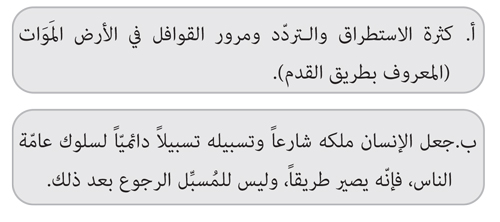 أ. كثرة الاستطراق والتردّد ومرور القوافل في الأرض المَوَات
(المعروف بطريق القدم).
ب.جعل الإنسان ملكه شارعاً وتسبيله تسبيلاً دائميّاً لسلوك عامّة
الناس، فإنّه يصير طريقاً، وليس للمُسبِّل الرجوع بعد ذلك.